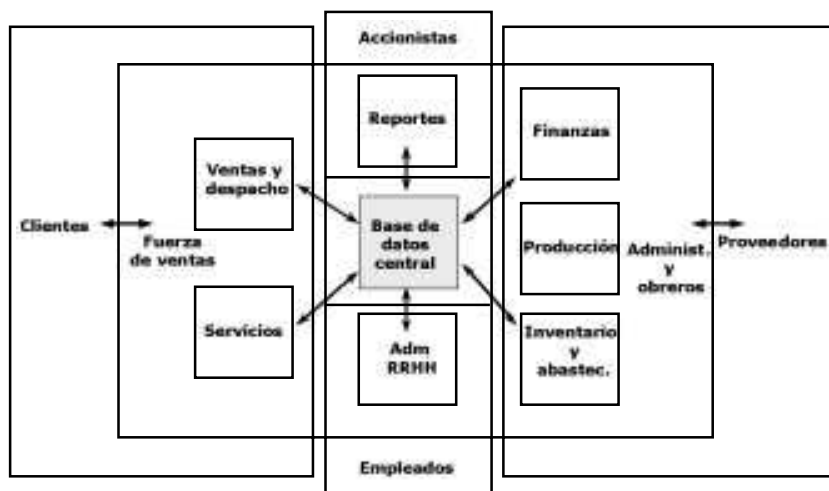 Accionistas
Reportes
Finanzas
Ventas y
despacho
Base de
datos
central
Clientes
Fuerza
de ventas
Producción
Administ.
y
obreros
Proveedores
Servicios
Adm
RRHH
Inventario
y
abastec.
Empleados